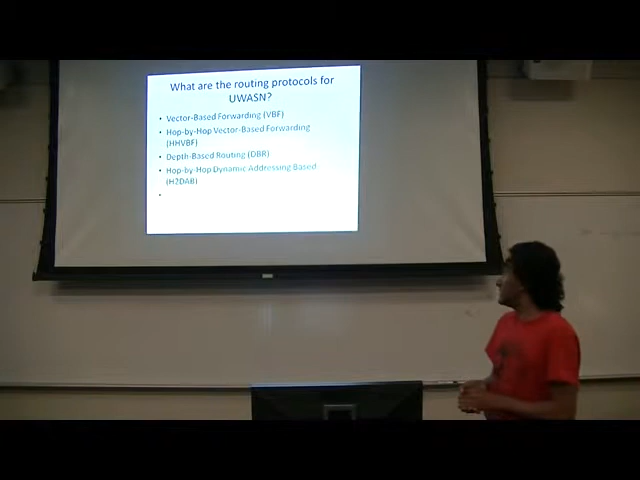 What are the routing protocols for
UWASN?
• Vector-Based Forwarding (VBF)
• Hop-by-Hop Vector-Based Forwarding
(HHVBF)
• Depth-Based Routing (DBR)
• Hop-by-Hop Dynamic Addressing Based
(H2DAB)
•